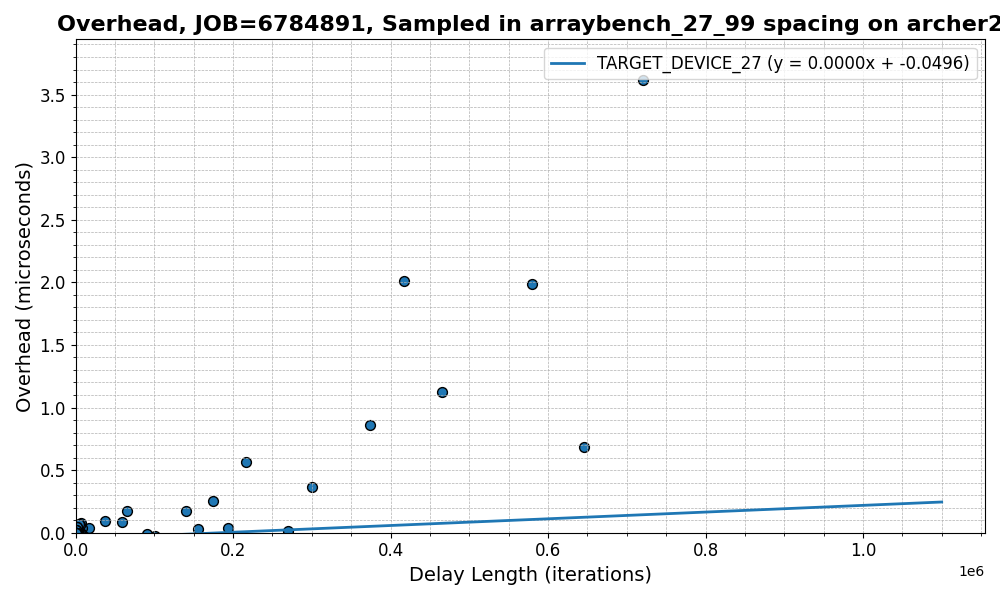 Overhead, JOB=6784891, Sampled in arraybench_27_99 spacing on archer2
TARGET_DEVICE_27 (y = 0.0000x + -0.0496)
Overhead (microseconds)
3.5
3.0
2.5
2.0
1.5
1.0
0.5
0.0
0.0 0.2 0.4 0.6 0.8 1.0
1e6
Delay Length (iterations)